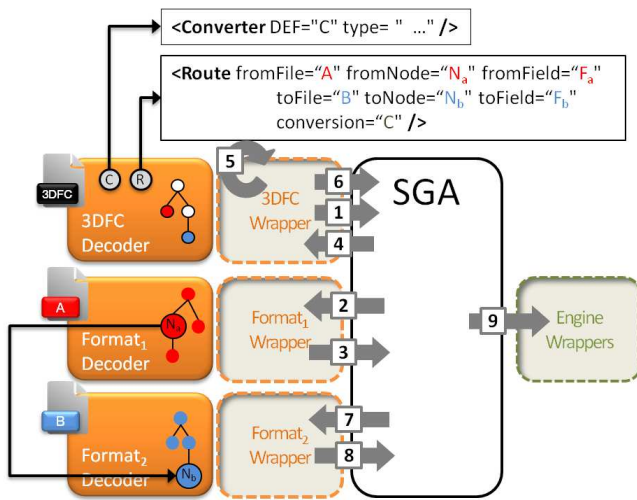 <Converter DEF="C" type= " …" />
<Route fromFile="A" fromNode="Na" fromField="Fa"
toFile="B" toNode="Nb" toField="Fb"
conversion="C" />
3DFC
C
R
3DFC
Decoder
5
3DFC
Wrapper
6
1
4
SGA
A
Na
Format1
Decoder
Format1
Wrapper
2
3
9
Engine
Wrappers
B
Nb
Format2
Decoder
Format2
Wrapper
7
8